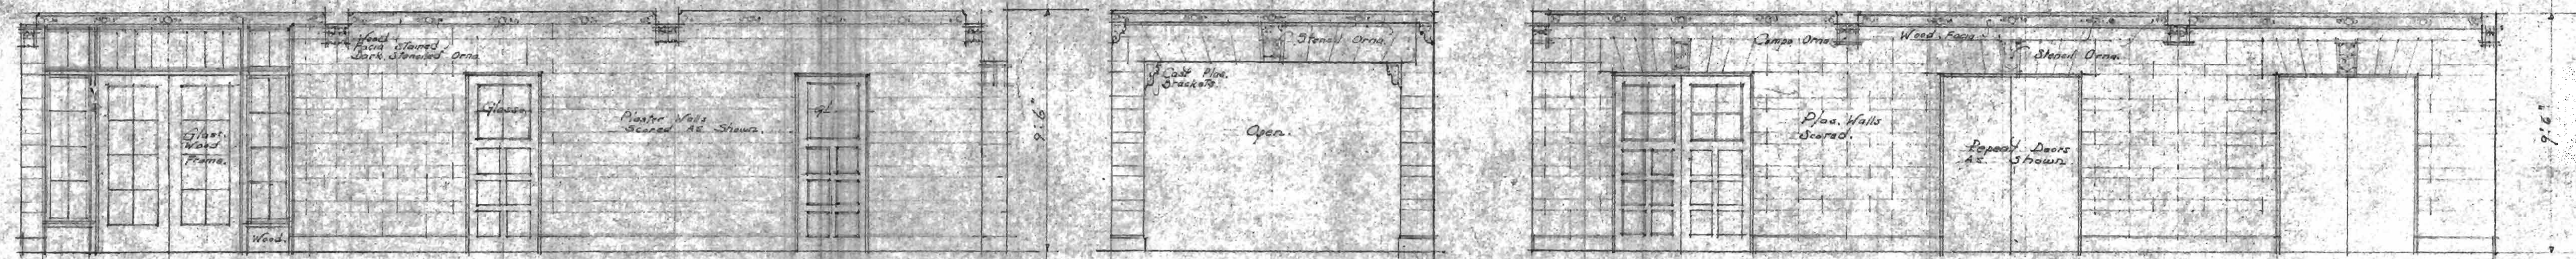 Wood
Facia Stained
Dark. Stenciled Orna.
Glass.
Wood
Frame.
Wood.
Glass
Plaster Walls
Scored As Shown.
GL
9'-6"
Stencil Orna.
Cast Plas.
Brackets.
Open.
Compo Orna.
Wood Facia
Stencil Orna.
Plas. Walls
Scored.
Repeat Doors
As Shown
9'-6"